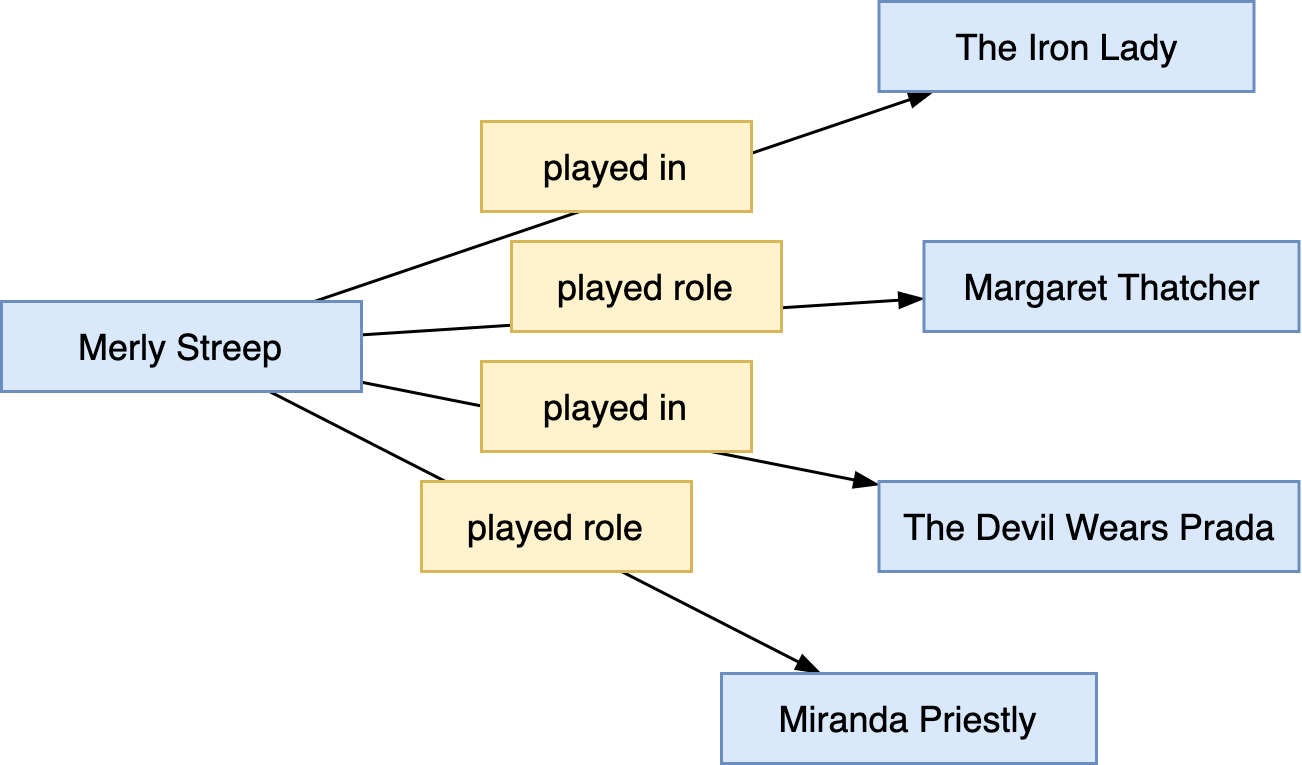 The Iron Lady
played in
played role
Margaret Thatcher
Merly Streep
played in
The Devil Wears Prada
played role
Miranda Priestly